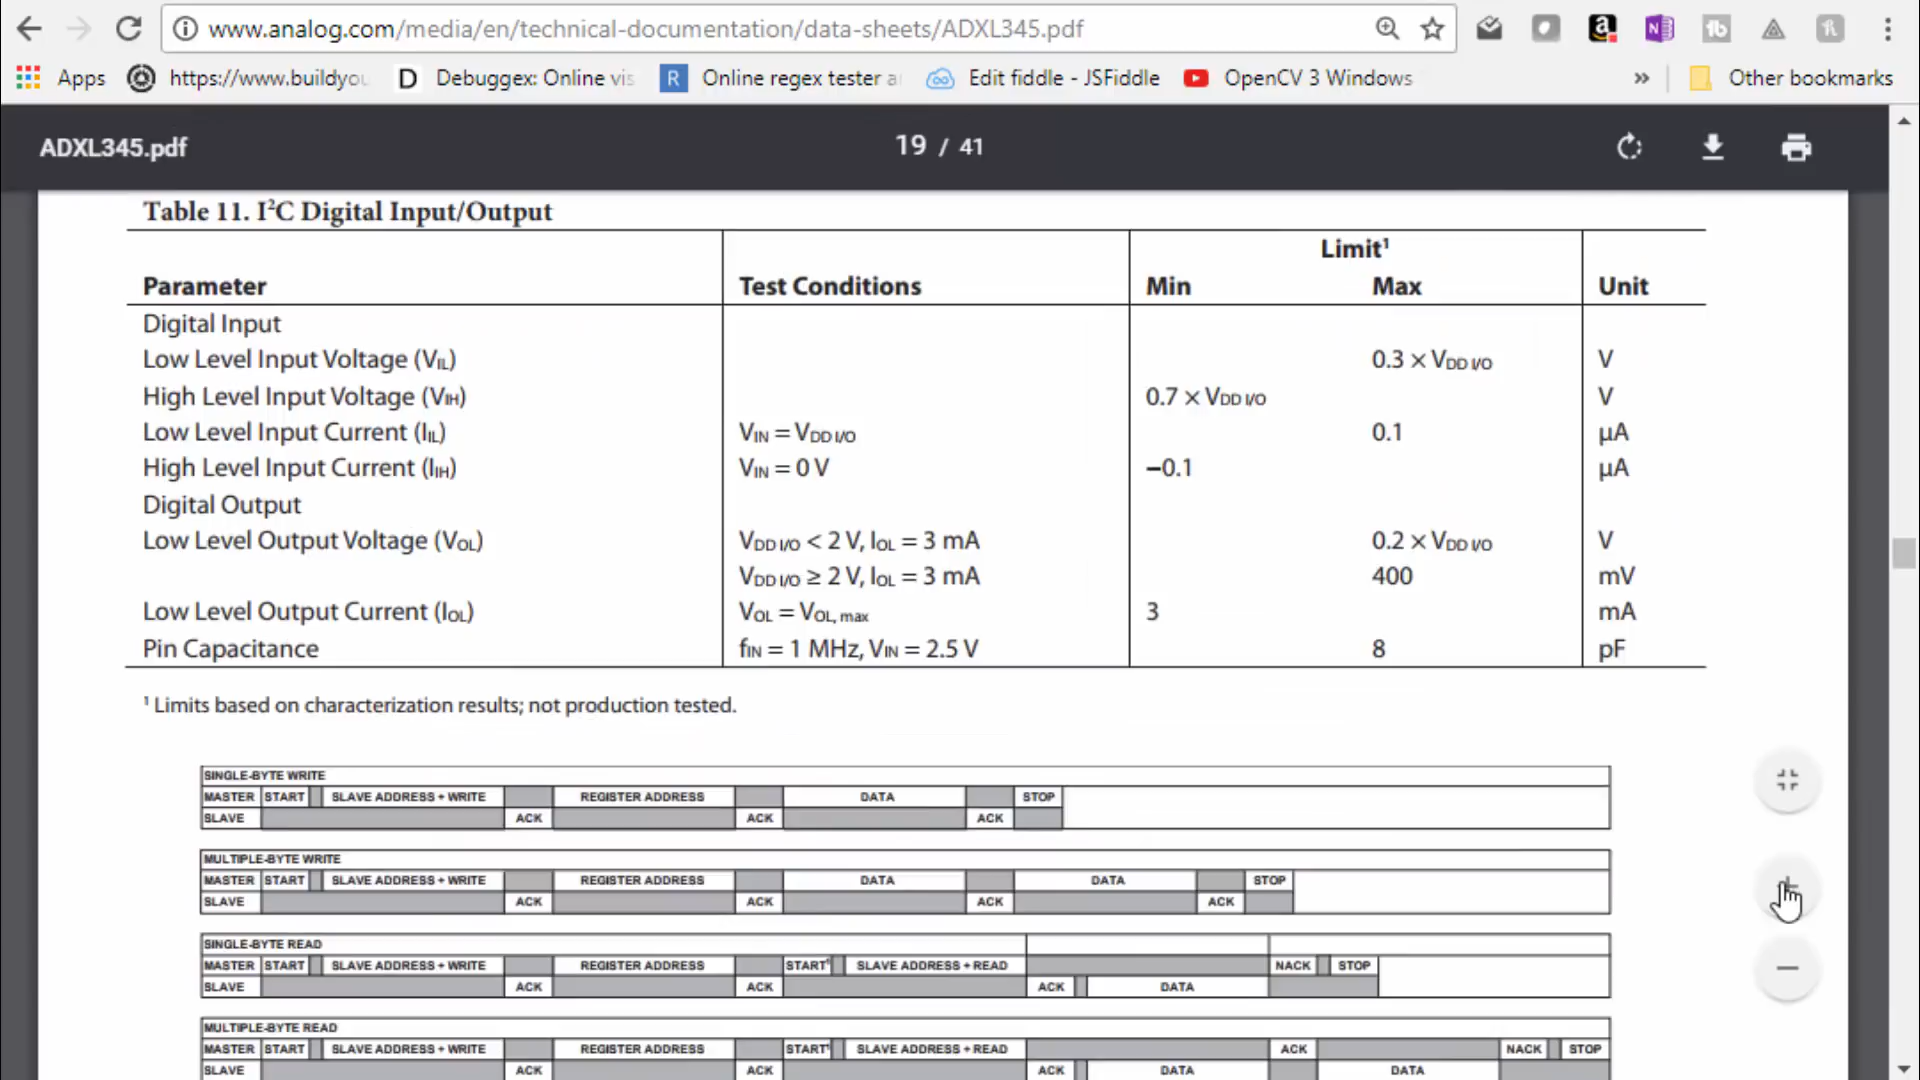 www.analog.com/media/en/technical-documentation/data-sheets/ADXL345.pdf
Apps https://www.buildyou D Debuggex: Online vis R Online regex tester a Edit fiddle - JSFiddle OpenCV 3 Windows » Other bookmarks
ADXL345.pdf 19 / 41
Table 11. I²C Digital Input/Output
Limit¹
Parameter Test Conditions Min Max Unit
Digital Input
Low Level Input Voltage (VIL) 0.3 × VDD I/O V
High Level Input Voltage (VIH) 0.7 × VDD I/O V
Low Level Input Current (IIL) VIN = VDD I/O 0.1 μA
High Level Input Current (IIH) VIN = 0 V −0.1 μA
Digital Output
Low Level Output Voltage (VOL) VDD I/O < 2 V, IOL = 3 mA 0.2 × VDD I/O V
VDD I/O ≥ 2 V, IOL = 3 mA 400 mV
Low Level Output Current (IOL) VOL = VOL, max 3 mA
Pin Capacitance fIN = 1 MHz, VIN = 2.5 V 8 pF
¹ Limits based on characterization results; not production tested.
SINGLE-BYTE WRITE
MASTER START SLAVE ADDRESS + WRITE REGISTER ADDRESS DATA STOP
SLAVE ACK ACK ACK
MULTIPLE-BYTE WRITE
MASTER START SLAVE ADDRESS + WRITE REGISTER ADDRESS DATA DATA STOP
SLAVE ACK ACK ACK ACK
SINGLE-BYTE READ
MASTER START SLAVE ADDRESS + WRITE REGISTER ADDRESS START¹ SLAVE ADDRESS + READ NACK STOP
SLAVE ACK ACK ACK DATA
MULTIPLE-BYTE READ
MASTER START SLAVE ADDRESS + WRITE REGISTER ADDRESS START¹ SLAVE ADDRESS + READ ACK NACK STOP
SLAVE ACK ACK ACK DATA DATA